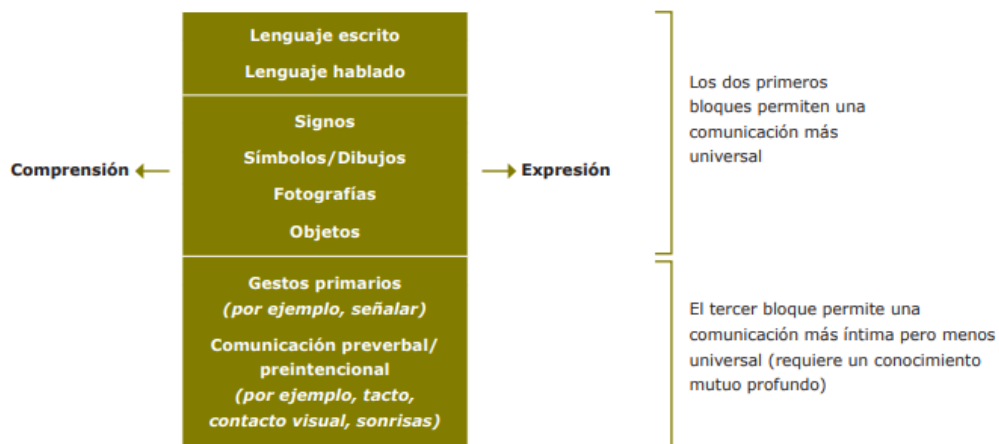 Lenguaje escrito
Lenguaje hablado
Signos
Símbolos/Dibujos
Fotografías
Objetos
Gestos primarios
(por ejemplo, señalar)
Comunicación preverbal/
preintencional
(por ejemplo, tacto,
contacto visual, sonrisas)
Comprensión
Expresión
Los dos primeros
bloques permiten una
comunicación más
universal
El tercer bloque permite una
comunicación más íntima pero menos
universal (requiere un conocimiento
mutuo profundo)